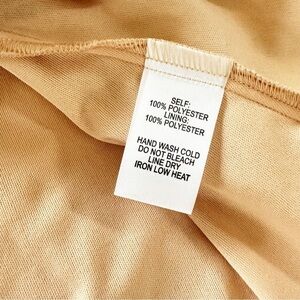 SELF:
100% POLYESTER
LINING:
100% POLYESTER
HAND WASH COLD
DO NOT BLEACH
LINE DRY
IRON LOW HEAT